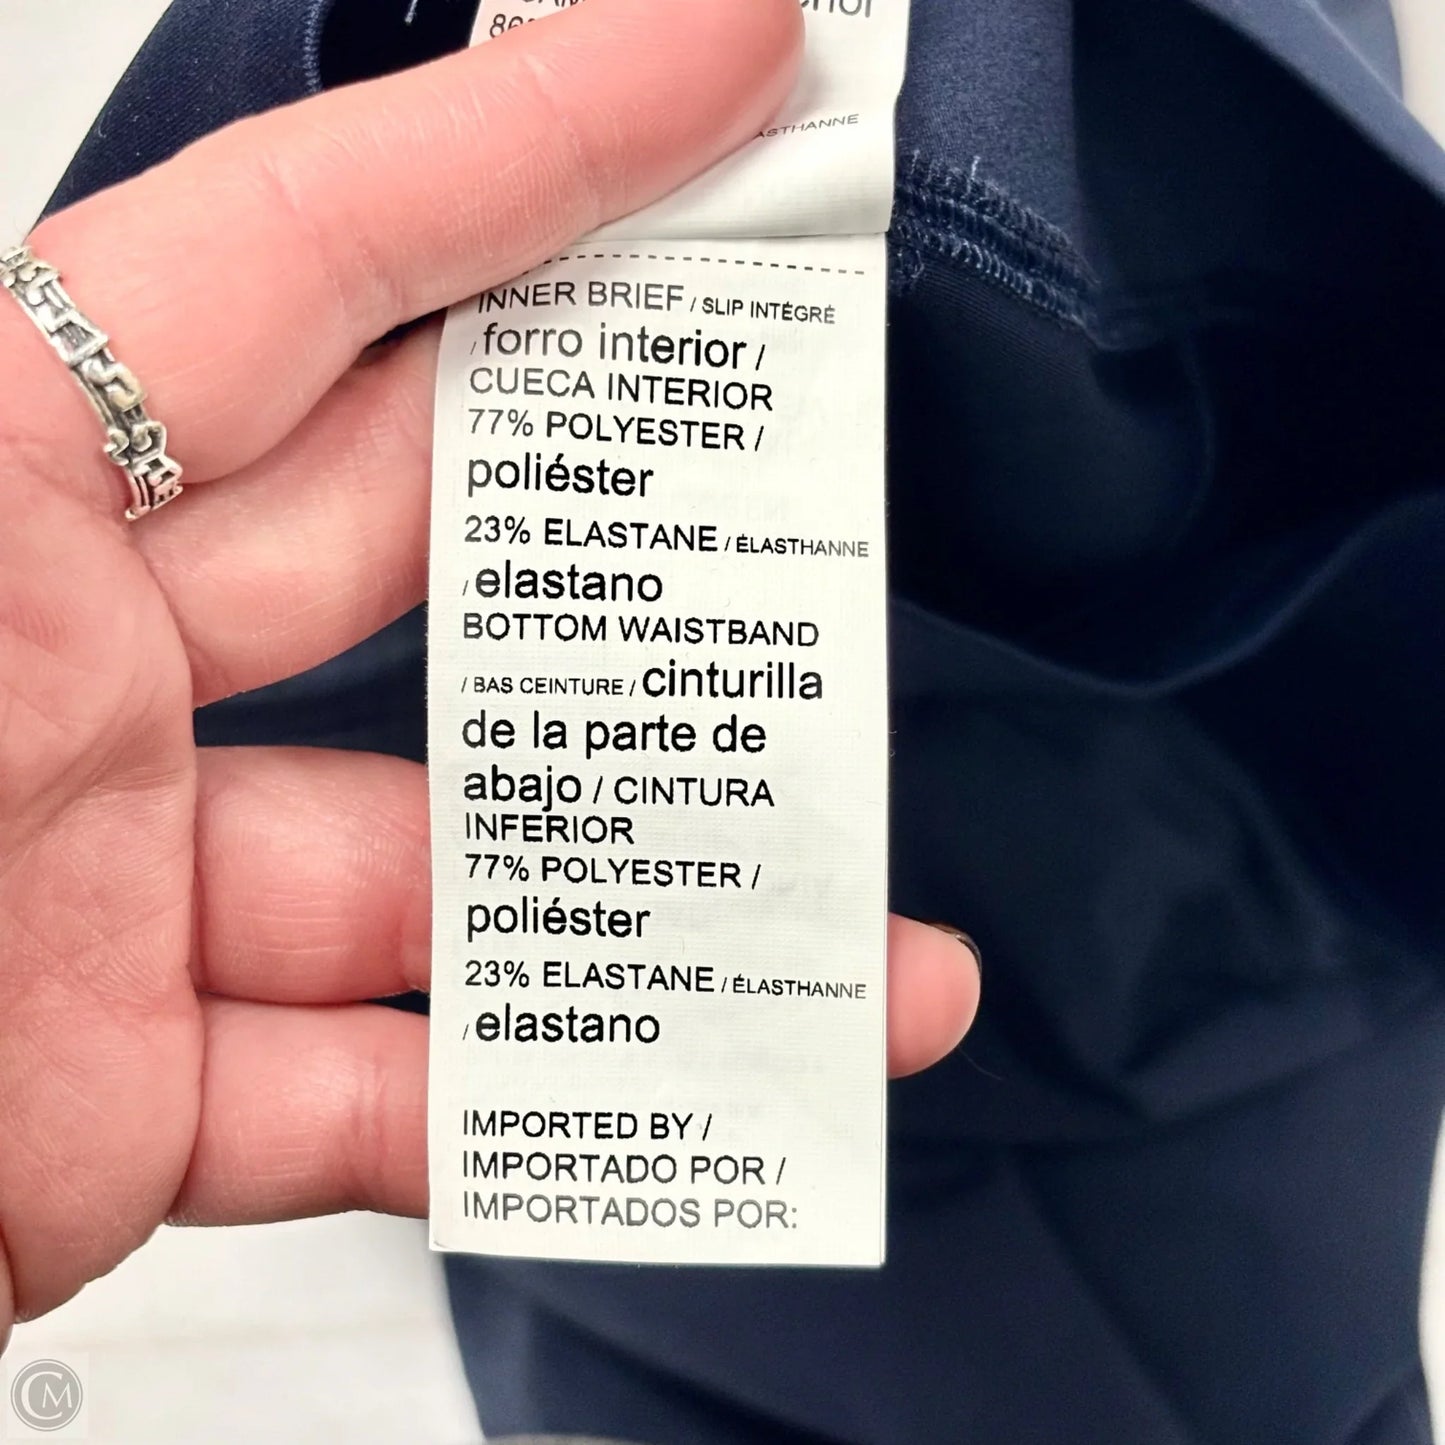 ÉLASTHANNE
INNER BRIEF / SLIP INTÉGRÉ
/ forro interior /
CUECA INTERIOR
77% POLYESTER /
poliéster
23% ELASTANE / ÉLASTHANNE
/ elastano
BOTTOM WAISTBAND
/ BAS CEINTURE / cinturilla
de la parte de
abajo / CINTURA
INFERIOR
77% POLYESTER /
poliéster
23% ELASTANE / ÉLASTHANNE
/ elastano
IMPORTED BY /
IMPORTADO POR /
IMPORTADOS POR:
CM